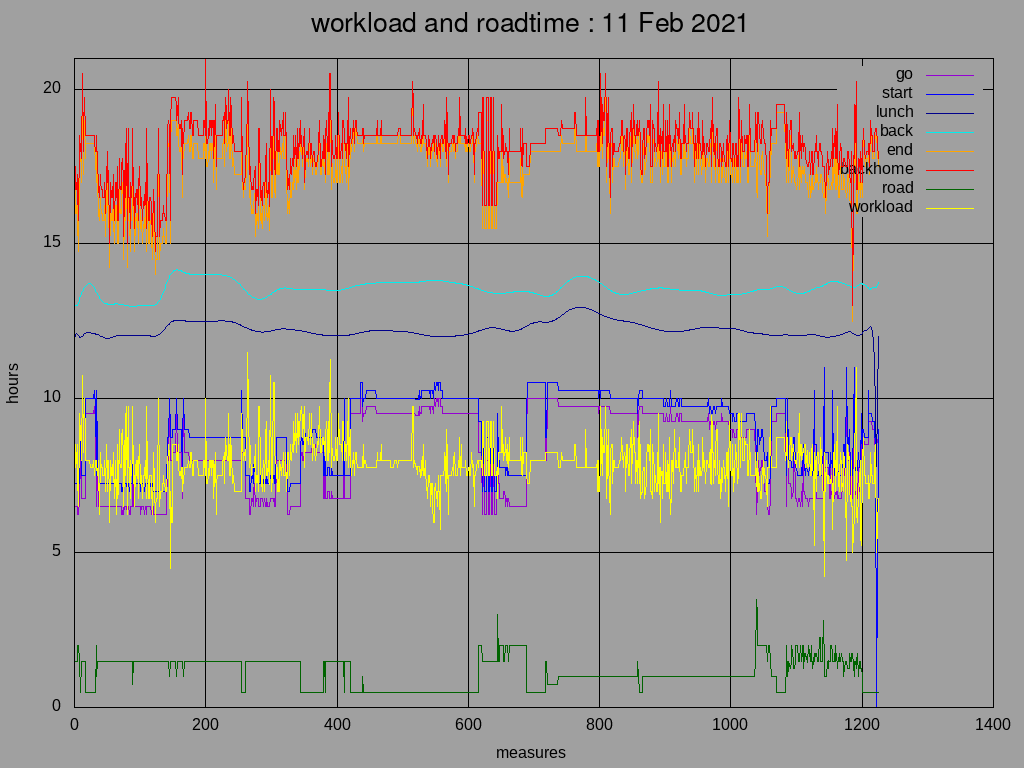 workload and roadtime : 11 Feb 2021
go
start
lunch
back
end
backhome
road
workload
20
15
10
5
0
hours
0 200 400 600 800 1000 1200 1400
measures